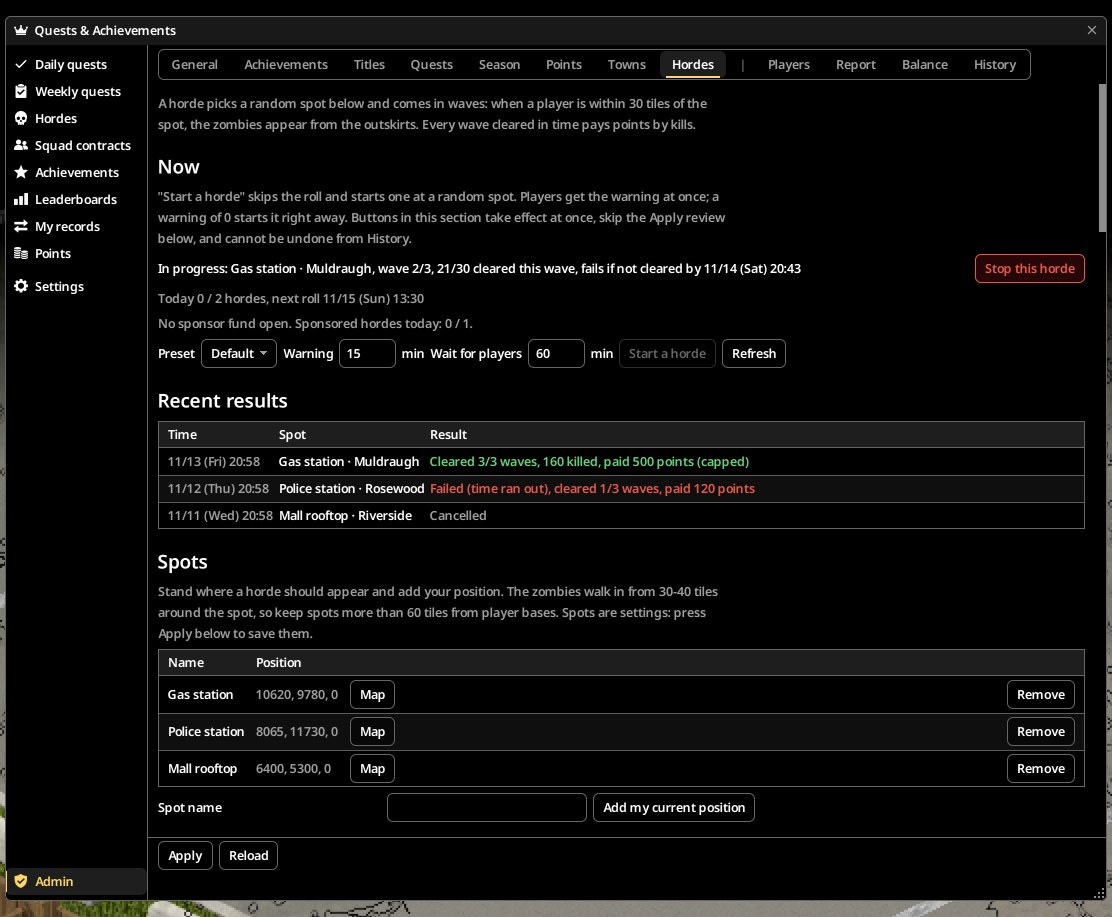 Quests & Achievements
Daily quests
Weekly quests
Hordes
Squad contracts
Achievements
Leaderboards
My records
Points
Settings
Admin
General Achievements Titles Quests Season Points Towns Hordes | Players Report Balance History
A horde picks a random spot below and comes in waves: when a player is within 30 tiles of the
spot, the zombies appear from the outskirts. Every wave cleared in time pays points by kills.
Now
"Start a horde" skips the roll and starts one at a random spot. Players get the warning at once; a
warning of 0 starts it right away. Buttons in this section take effect at once, skip the Apply review
below, and cannot be undone from History.
In progress: Gas station · Muldraugh, wave 2/3, 21/30 cleared this wave, fails if not cleared by 11/14 (Sat) 20:43 Stop this horde
Today 0 / 2 hordes, next roll 11/15 (Sun) 13:30
No sponsor fund open. Sponsored hordes today: 0 / 1.
Preset Default Warning 15 min Wait for players 60 min Start a horde Refresh
Recent results
Time Spot Result
11/13 (Fri) 20:58 Gas station · Muldraugh Cleared 3/3 waves, 160 killed, paid 500 points (capped)
11/12 (Thu) 20:58 Police station · Rosewood Failed (time ran out), cleared 1/3 waves, paid 120 points
11/11 (Wed) 20:58 Mall rooftop · Riverside Cancelled
Spots
Stand where a horde should appear and add your position. The zombies walk in from 30-40 tiles
around the spot, so keep spots more than 60 tiles from player bases. Spots are settings: press
Apply below to save them.
Name Position
Gas station 10620, 9780, 0 Map Remove
Police station 8065, 11730, 0 Map Remove
Mall rooftop 6400, 5300, 0 Map Remove
Spot name Add my current position
Apply Reload